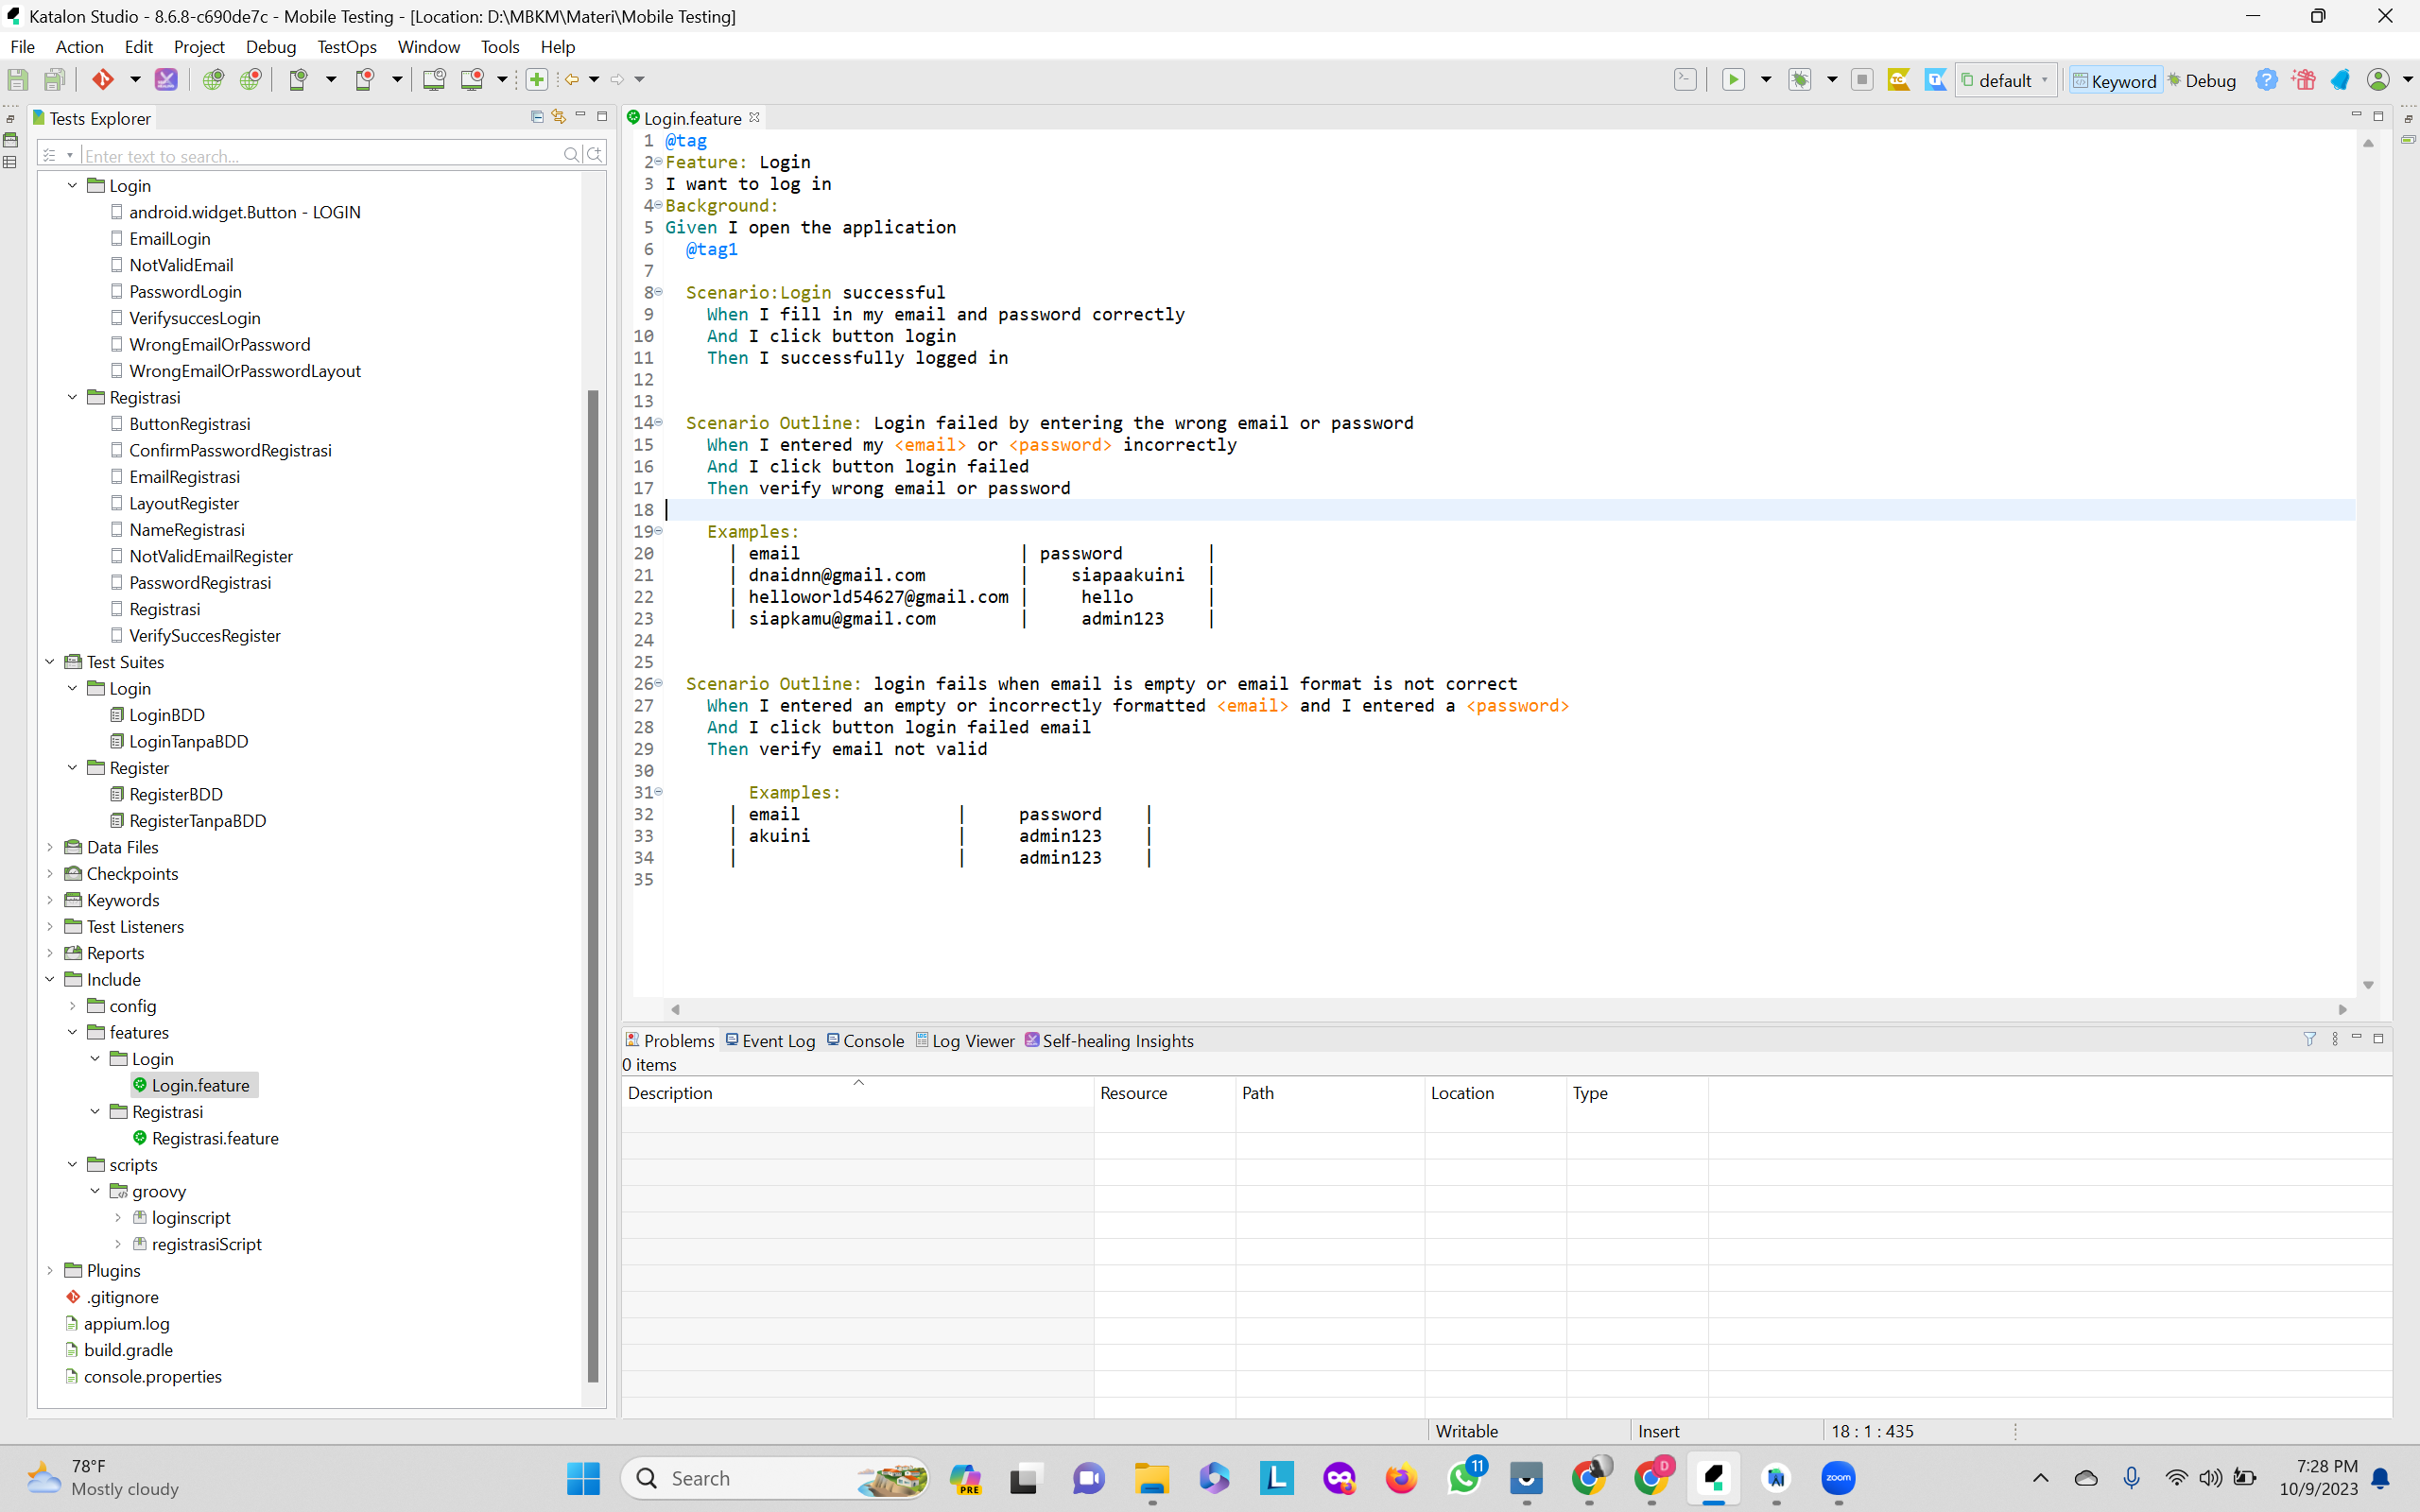 Katalon Studio - 8.6.8-c690de7c - Mobile Testing - [Location: D:\MBKM\Materi\Mobile Testing]
File Action Edit Project Debug TestOps Window Tools Help
default Keyword Debug
Tests Explorer
Enter text to search...
Login
android.widget.Button - LOGIN
EmailLogin
NotValidEmail
PasswordLogin
VerifysuccesLogin
WrongEmailOrPassword
WrongEmailOrPasswordLayout
Registrasi
ButtonRegistrasi
ConfirmPasswordRegistrasi
EmailRegistrasi
LayoutRegister
NameRegistrasi
NotValidEmailRegister
PasswordRegistrasi
Registrasi
VerifySuccesRegister
Test Suites
Login
LoginBDD
LoginTanpaBDD
Register
RegisterBDD
RegisterTanpaBDD
Data Files
Checkpoints
Keywords
Test Listeners
Reports
Include
config
features
Login
Login.feature
Registrasi
Registrasi.feature
scripts
groovy
loginscript
registrasiScript
Plugins
.gitignore
appium.log
build.gradle
console.properties
Login.feature
1 @tag
2 Feature: Login
3 I want to log in
4 Background:
5 Given I open the application
6 @tag1
7
8 Scenario:Login successful
9 When I fill in my email and password correctly
10 And I click button login
11 Then I successfully logged in
12
13
14 Scenario Outline: Login failed by entering the wrong email or password
15 When I entered my <email> or <password> incorrectly
16 And I click button login failed
17 Then verify wrong email or password
18
19 Examples:
20 | email | password |
21 | dnaidnn@gmail.com | siapaakuini |
22 | helloworld54627@gmail.com | hello |
23 | siapkamu@gmail.com | admin123 |
24
25
26 Scenario Outline: login fails when email is empty or email format is not correct
27 When I entered an empty or incorrectly formatted <email> and I entered a <password>
28 And I click button login failed email
29 Then verify email not valid
30
31 Examples:
32 | email | password |
33 | akuini | admin123 |
34 | | admin123 |
35
Problems Event Log Console Log Viewer Self-healing Insights
0 items
Description Resource Path Location Type
Writable Insert 18 : 1 : 435
78°F
Mostly cloudy
Search
PRE
L
11
D
zoom
7:28 PM
10/9/2023